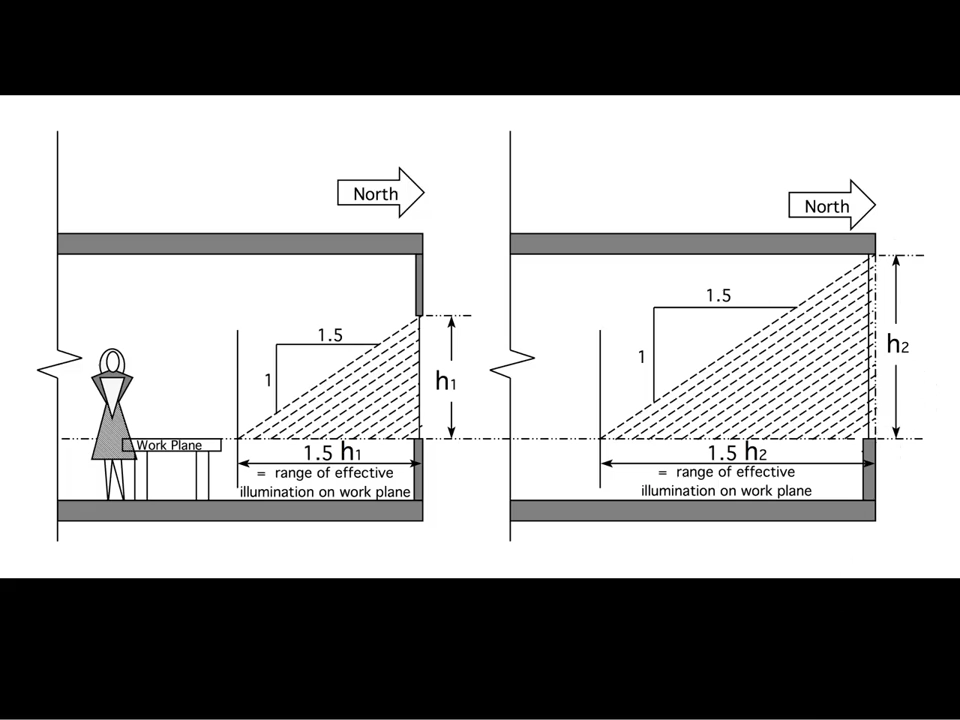 North
1.5
1
h1
Work Plane
1.5 h1
= range of effective
illumination on work plane
North
1.5
1
h2
1.5 h2
= range of effective
illumination on work plane